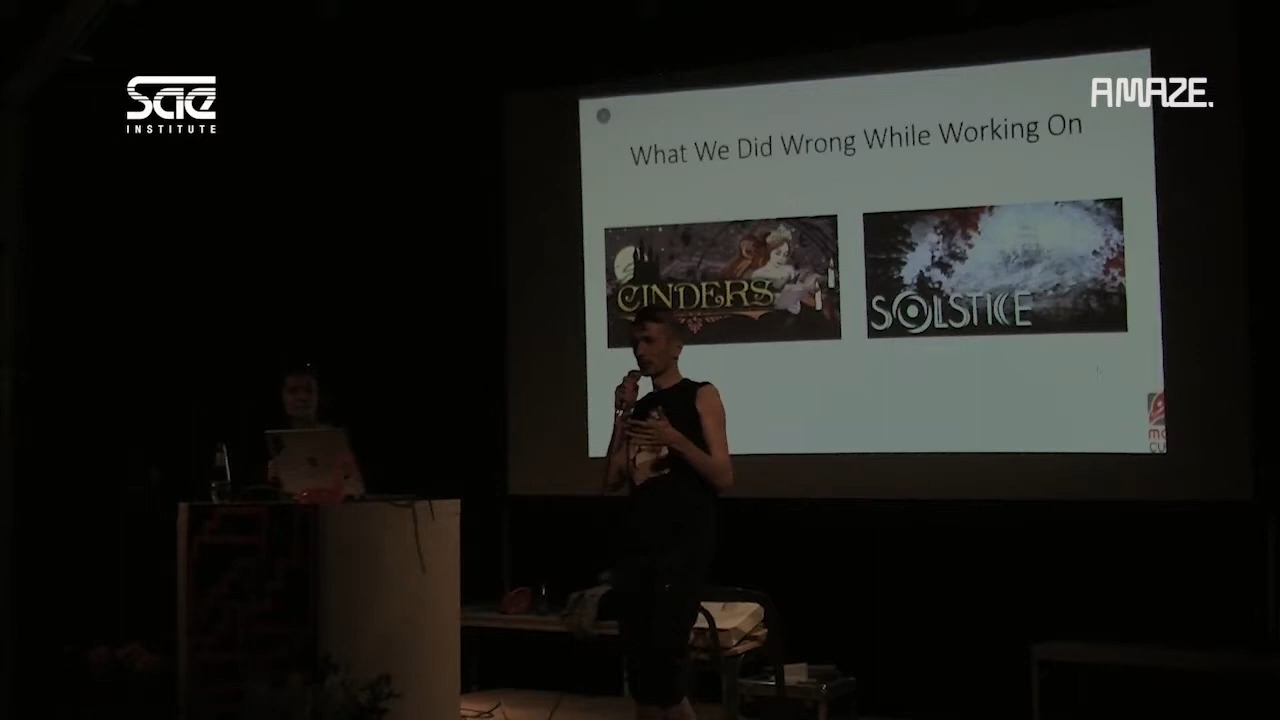 SAE
INSTITUTE
AMAZE.
What We Did Wrong While Working On
CINDERS
SOLSTICE